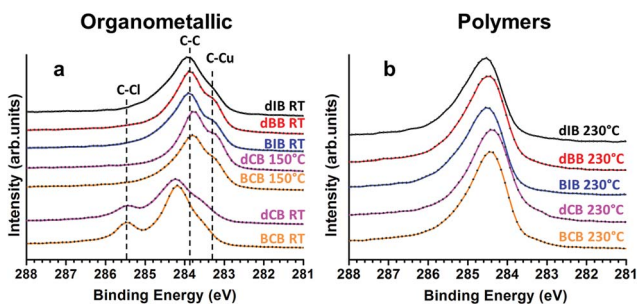 Organometallic
Polymers
C-C
C-Cl
C-Cu
a
dIB RT
dBB RT
BIB RT
dCB 150°C
BCB 150°C
dCB RT
BCB RT
Intensity (arb.units)
288 287 286 285 284 283 282 281
Binding Energy (eV)
b
dIB 230°C
dBB 230°C
BIB 230°C
dCB 230°C
BCB 230°C
Intensity (arb.units)
288 287 286 285 284 283 282 281
Binding Energy (eV)